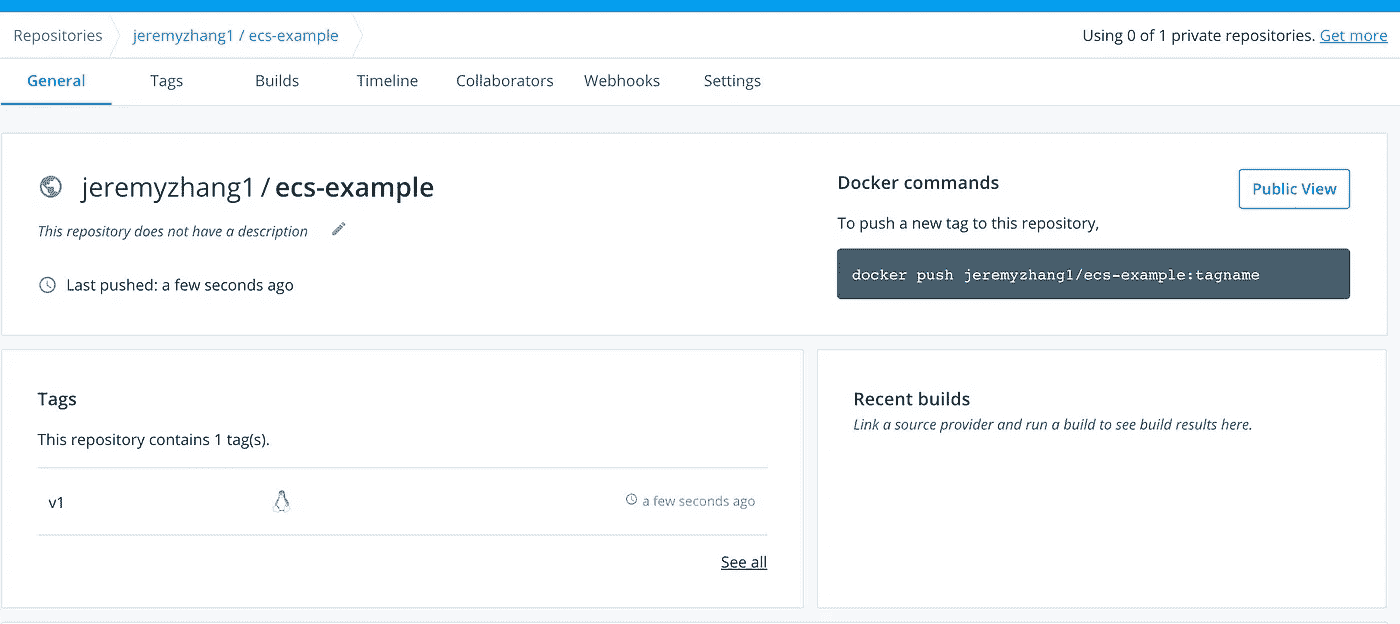 Repositories
jeremyzhang1 / ecs-example
Using 0 of 1 private repositories. Get more
General
Tags
Builds
Timeline
Collaborators
Webhooks
Settings
jeremyzhang1 / ecs-example
This repository does not have a description
Last pushed: a few seconds ago
Docker commands
Public View
To push a new tag to this repository,
docker push jeremyzhang1/ecs-example:tagname
Tags
This repository contains 1 tag(s).
v1
a few seconds ago
See all
Recent builds
Link a source provider and run a build to see build results here.